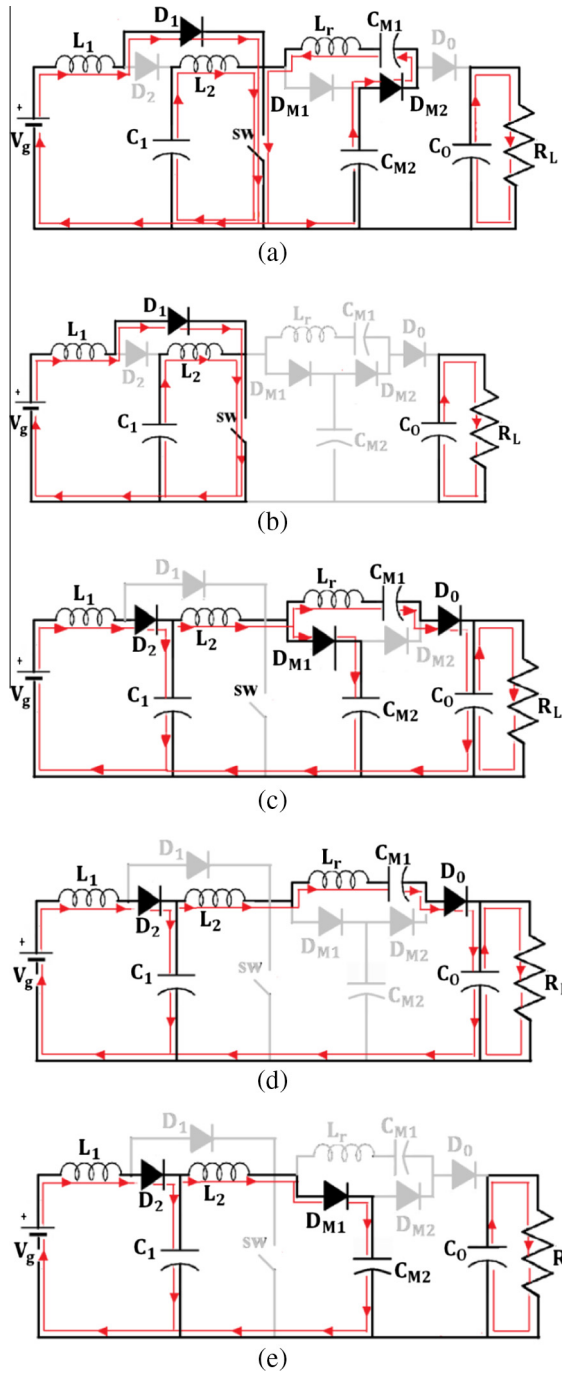 D1
L1 Lr CM1 D0
D2 L2 DM1 DM2
+
Vg C1 SW CM2 CO RL
(a)
D1
L1 Lr CM1 D0
D2 L2 DM1 DM2
+
Vg C1 SW CM2 CO RL
(b)
D1 Lr CM1 D0
L1
D2 L2 DM1 DM2
+
Vg C1 SW CM2 CO RL
(c)
D1 Lr CM1 D0
L1
D2 L2 DM1 DM2
+
Vg C1 SW CM2 CO RL
(d)
D1 Lr CM1 D0
L1
D2 L2 DM1 DM2
+
Vg C1 SW CM2 CO R
(e)